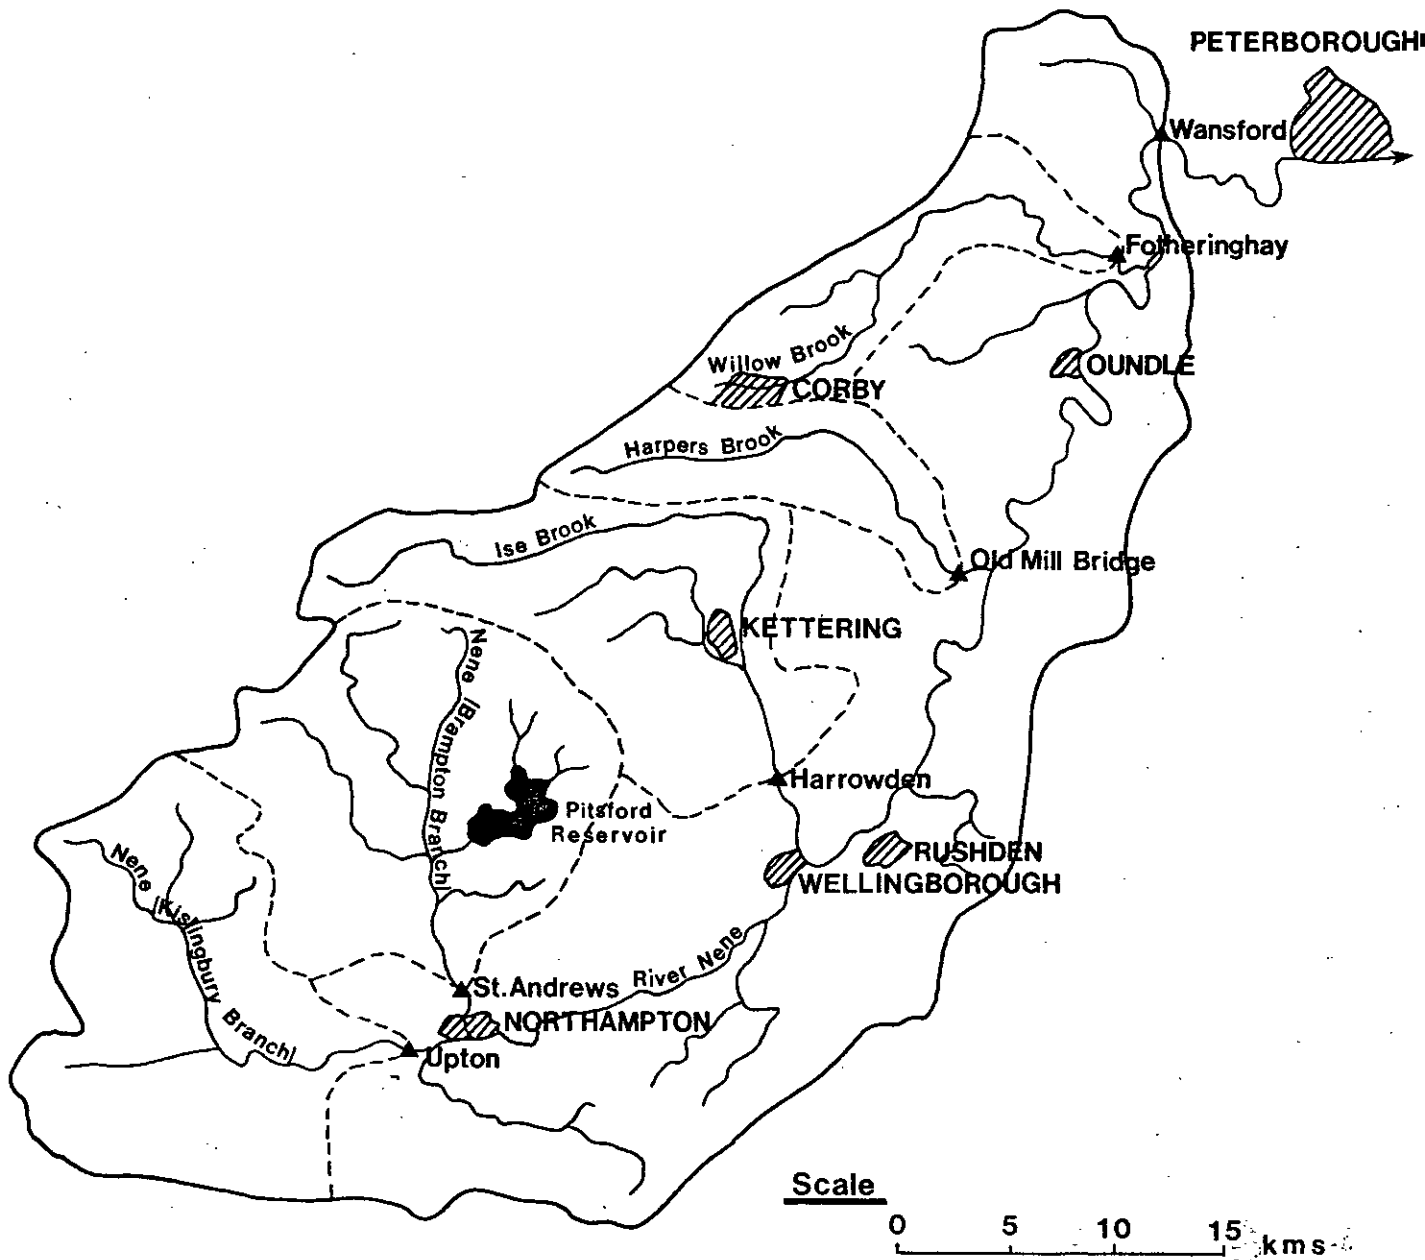 PETERBOROUGH
Wansford
Fotheringhay
Willow Brook
OUNDLE
CORBY
Harpers Brook
Ise Brook
Old Mill Bridge
KETTERING
Nene (Brampton Branch)
Harrowden
Pitsford
Reservoir
RUSHDEN
WELLINGBOROUGH
Nene (Kislingbury Branch)
River Nene
St. Andrews
NORTHAMPTON
Upton
Scale
0 5 10 15 kms